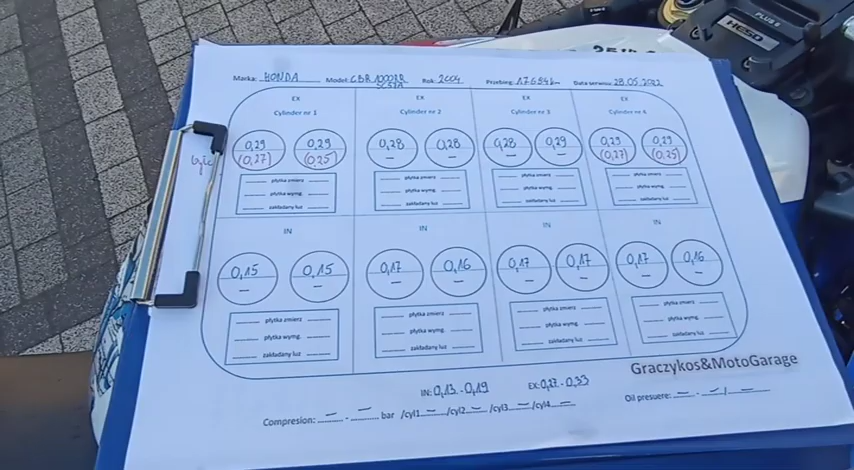 PLUS 6
HESO
Marka: HONDA Model: CBR 1000RR Rok: 2004 Przebieg: Data serwisu: 28.05.2022
SC57A
EX EX EX EX
Cylinder nr 1 Cylinder nr 2 Cylinder nr 3 Cylinder nr 4
0,29 0,29 0,28 0,28 0,28 0,29 0,29 0,29
było (0,27) (0,25) – – – – (0,27) (0,25)
płytka zmierz płytka zmierz płytka zmierz płytka zmierz
płytka wymg. płytka wymg. płytka wymg. płytka wymg.
zakładany luz zakładany luz zakładany luz zakładany luz
IN IN IN IN
0,15 0,15 0,17 0,16 0,17 0,17 0,17 0,16
– – – – – – – –
płytka zmierz płytka zmierz płytka zmierz płytka zmierz
płytka wymg. płytka wymg. płytka wymg. płytka wymg.
zakładany luz zakładany luz zakładany luz zakładany luz
Graczykos&MotoGarage
IN: 0,13 - 0,19 EX: 0,27 - 0,33
Compresion: – - – bar /cyl1 – /cyl2 – /cyl3 – /cyl4 – Oil presuere: – - – / –